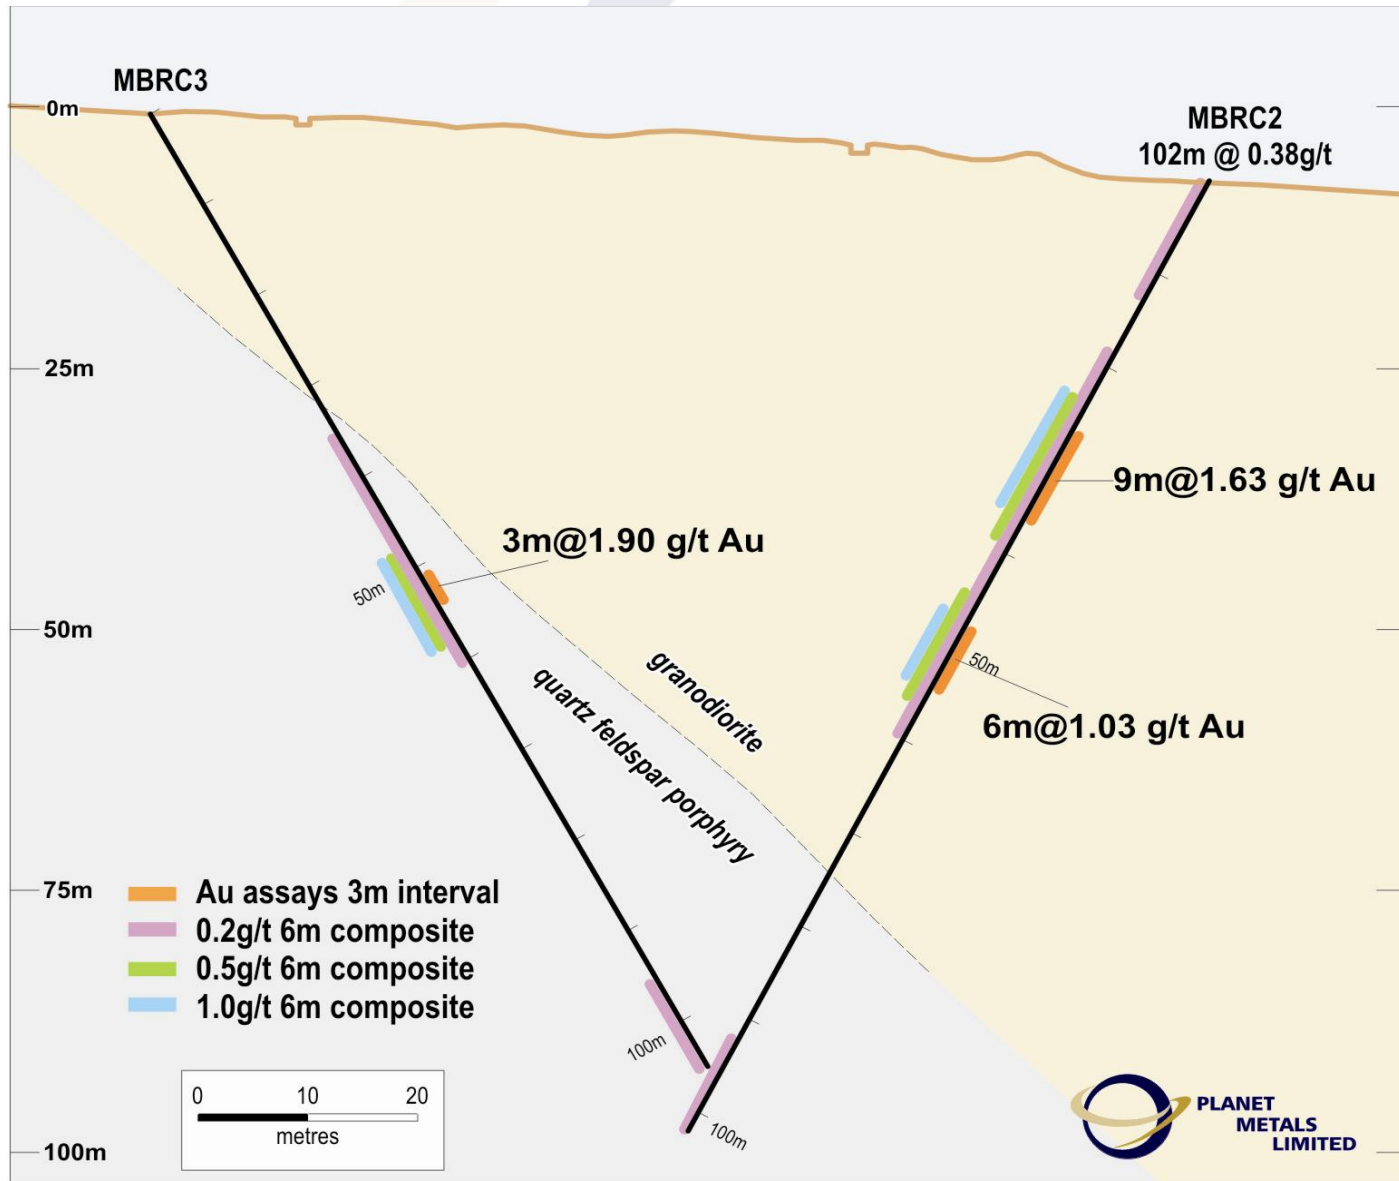 MBRC3
0m
MBRC2
102m @ 0.38g/t
25m
9m@1.63 g/t Au
3m@1.90 g/t Au
50m
50m
granodiorite
50m
quartz feldspar porphyry
6m@1.03 g/t Au
75m
Au assays 3m interval
0.2g/t 6m composite
0.5g/t 6m composite
1.0g/t 6m composite
100m
0 10 20
metres
100m
100m
PLANET
METALS
LIMITED